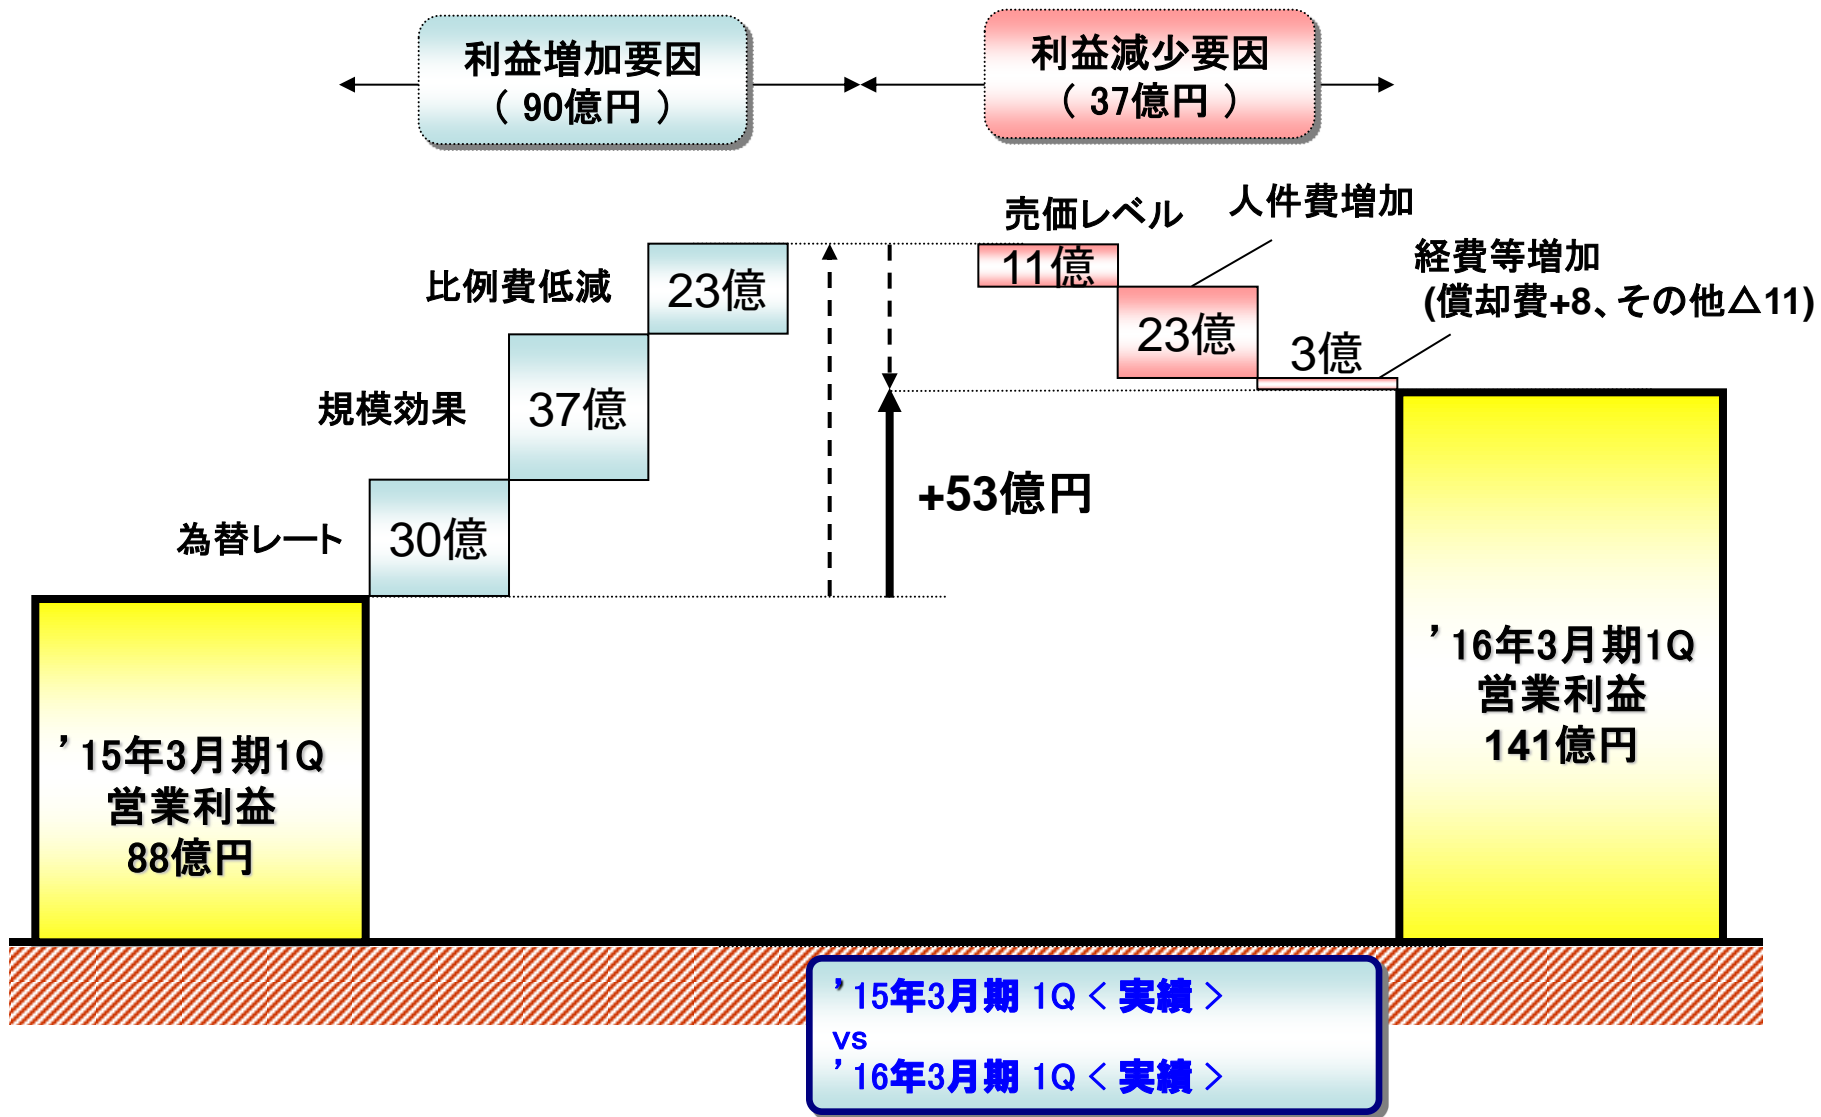 利益増加要因
( 90億円 )
利益減少要因
( 37億円 )
売価レベル
人件費増加
11億
経費等増加
(償却費+8、その他△11)
比例費低減
23億
23億
3億
規模効果
37億
+53億円
為替レート
30億
’16年3月期1Q
営業利益
141億円
’15年3月期1Q
営業利益
88億円
’15年3月期 1Q < 実績 >
vs
’16年3月期 1Q < 実績 >